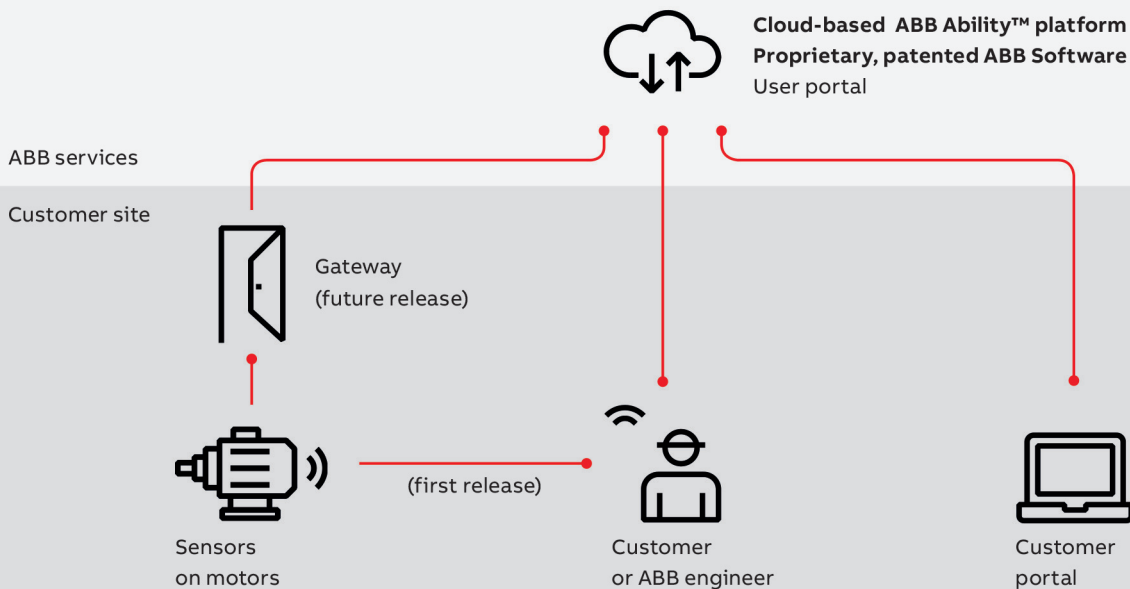 Cloud-based ABB Ability™ platform
Proprietary, patented ABB Software
User portal
ABB services
Customer site
Gateway
(future release)
(first release)
Sensors
on motors
Customer
or ABB engineer
Customer
portal